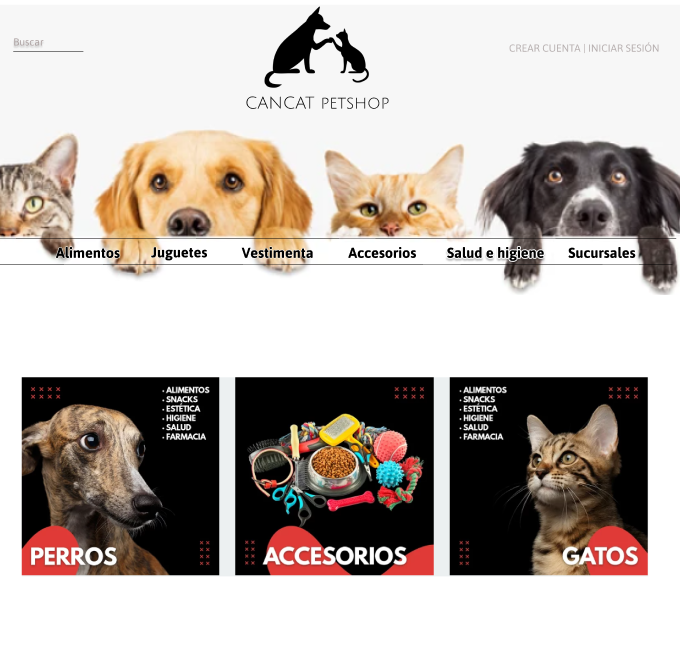 Buscar
CREAR CUENTA | INICIAR SESIÓN
CANCAT PETSHOP
Alimentos Juguetes Vestimenta Accesorios Salud e higiene Sucursales
• ALIMENTOS
• SNACKS
• ESTÉTICA
• HIGIENE
• SALUD
• FARMACIA
PERROS
ACCESORIOS
• ALIMENTOS
• SNACKS
• ESTÉTICA
• HIGIENE
• SALUD
• FARMACIA
GATOS